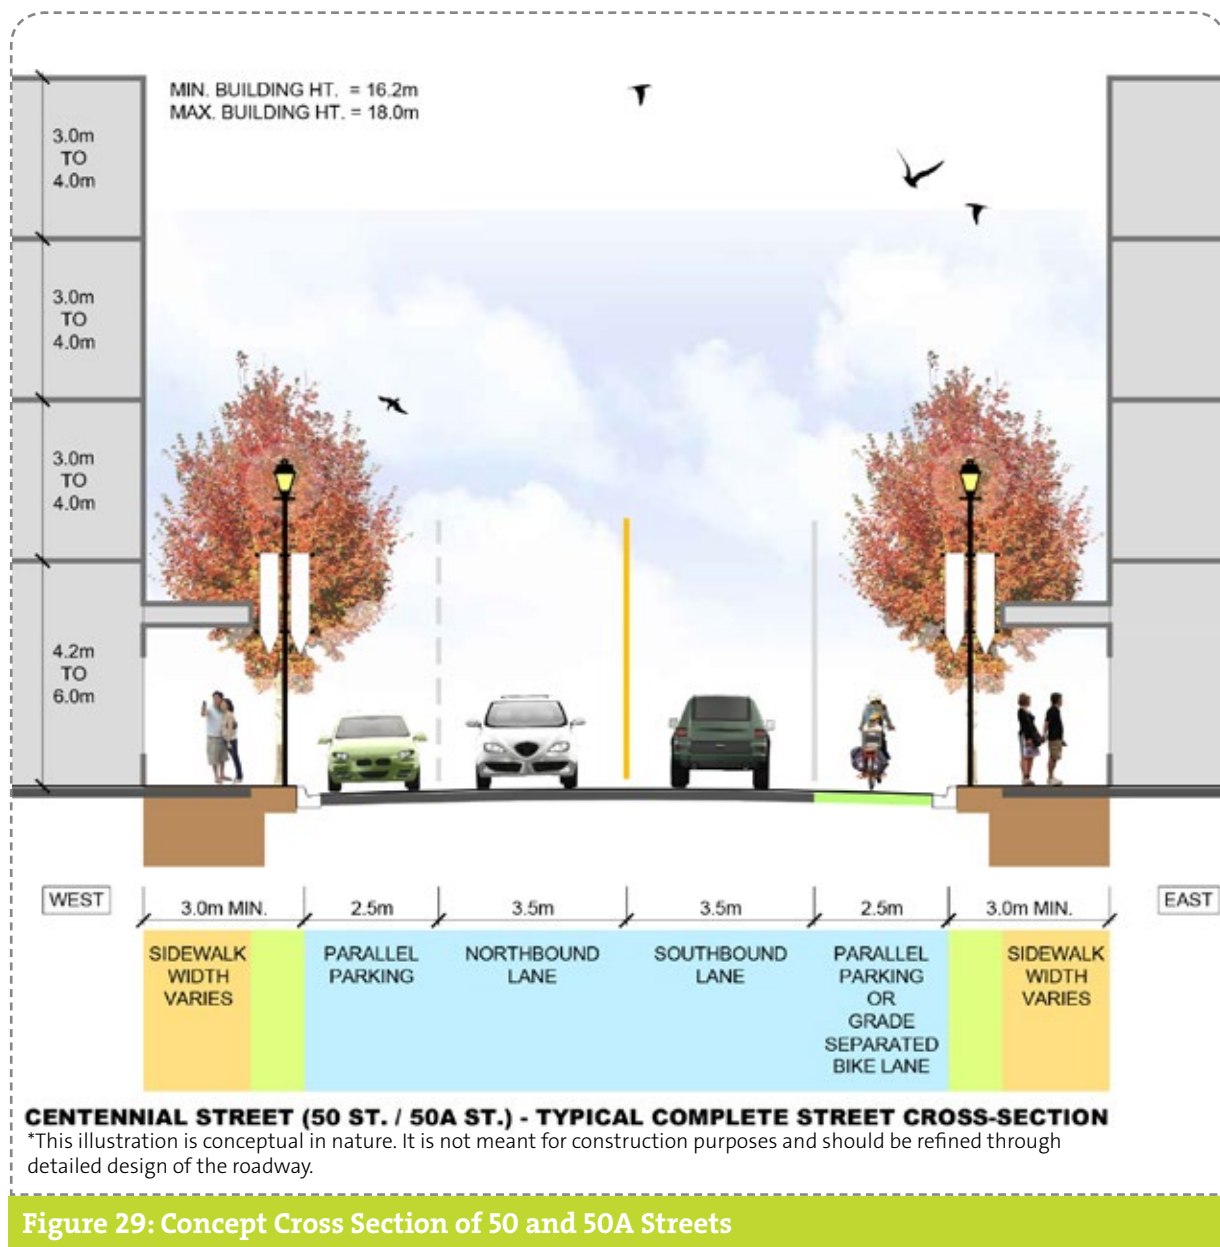 MIN. BUILDING HT. = 16.2m
MAX. BUILDING HT. = 18.0m
3.0m
TO
4.0m
3.0m
TO
4.0m
3.0m
TO
4.0m
4.2m
TO
6.0m
WEST
3.0m MIN.
2.5m
3.5m
3.5m
2.5m
3.0m MIN.
EAST
SIDEWALK
WIDTH
VARIES
PARALLEL
PARKING
NORTHBOUND
LANE
SOUTHBOUND
LANE
PARALLEL
PARKING
OR
GRADE
SEPARATED
BIKE LANE
SIDEWALK
WIDTH
VARIES
CENTENNIAL STREET (50 ST. / 50A ST.) - TYPICAL COMPLETE STREET CROSS-SECTION
*This illustration is conceptual in nature. It is not meant for construction purposes and should be refined through
detailed design of the roadway.
Figure 29: Concept Cross Section of 50 and 50A Streets